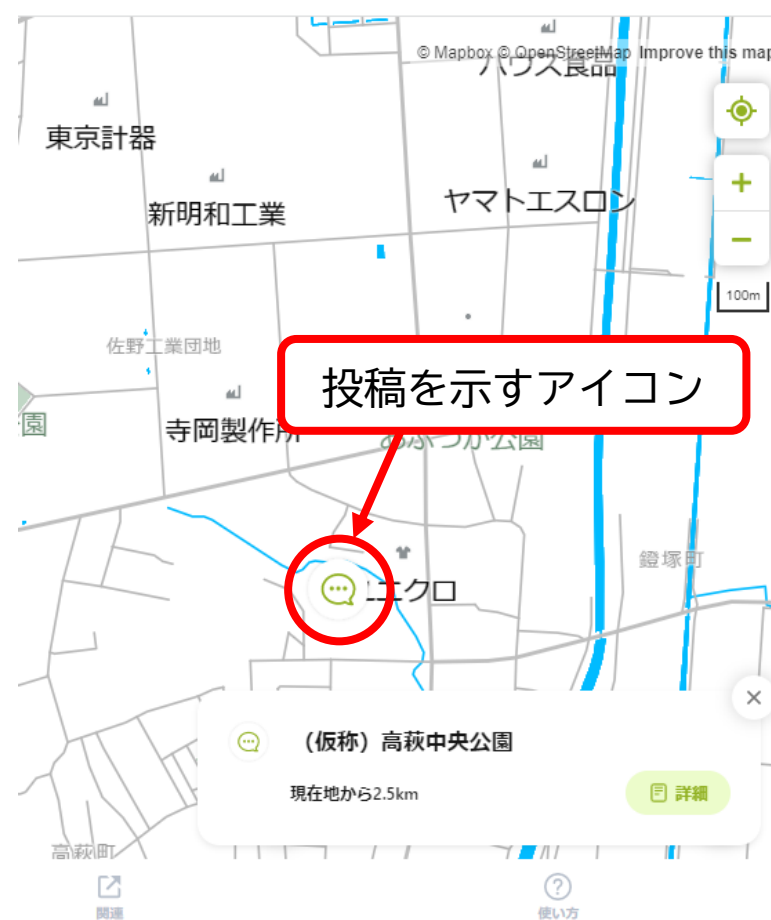 © Mapbox © OpenStreetMap Improve this map
ハウス食品
東京計器
新明和工業
ヤマトエスロン
+
−
100m
佐野工業団地
投稿を示すアイコン
園
寺岡製作所
あぶつか公園
鐙塚町
ユニクロ
×
(仮称)高萩中央公園
現在地から2.5km
詳細
高萩町
関連
使い方